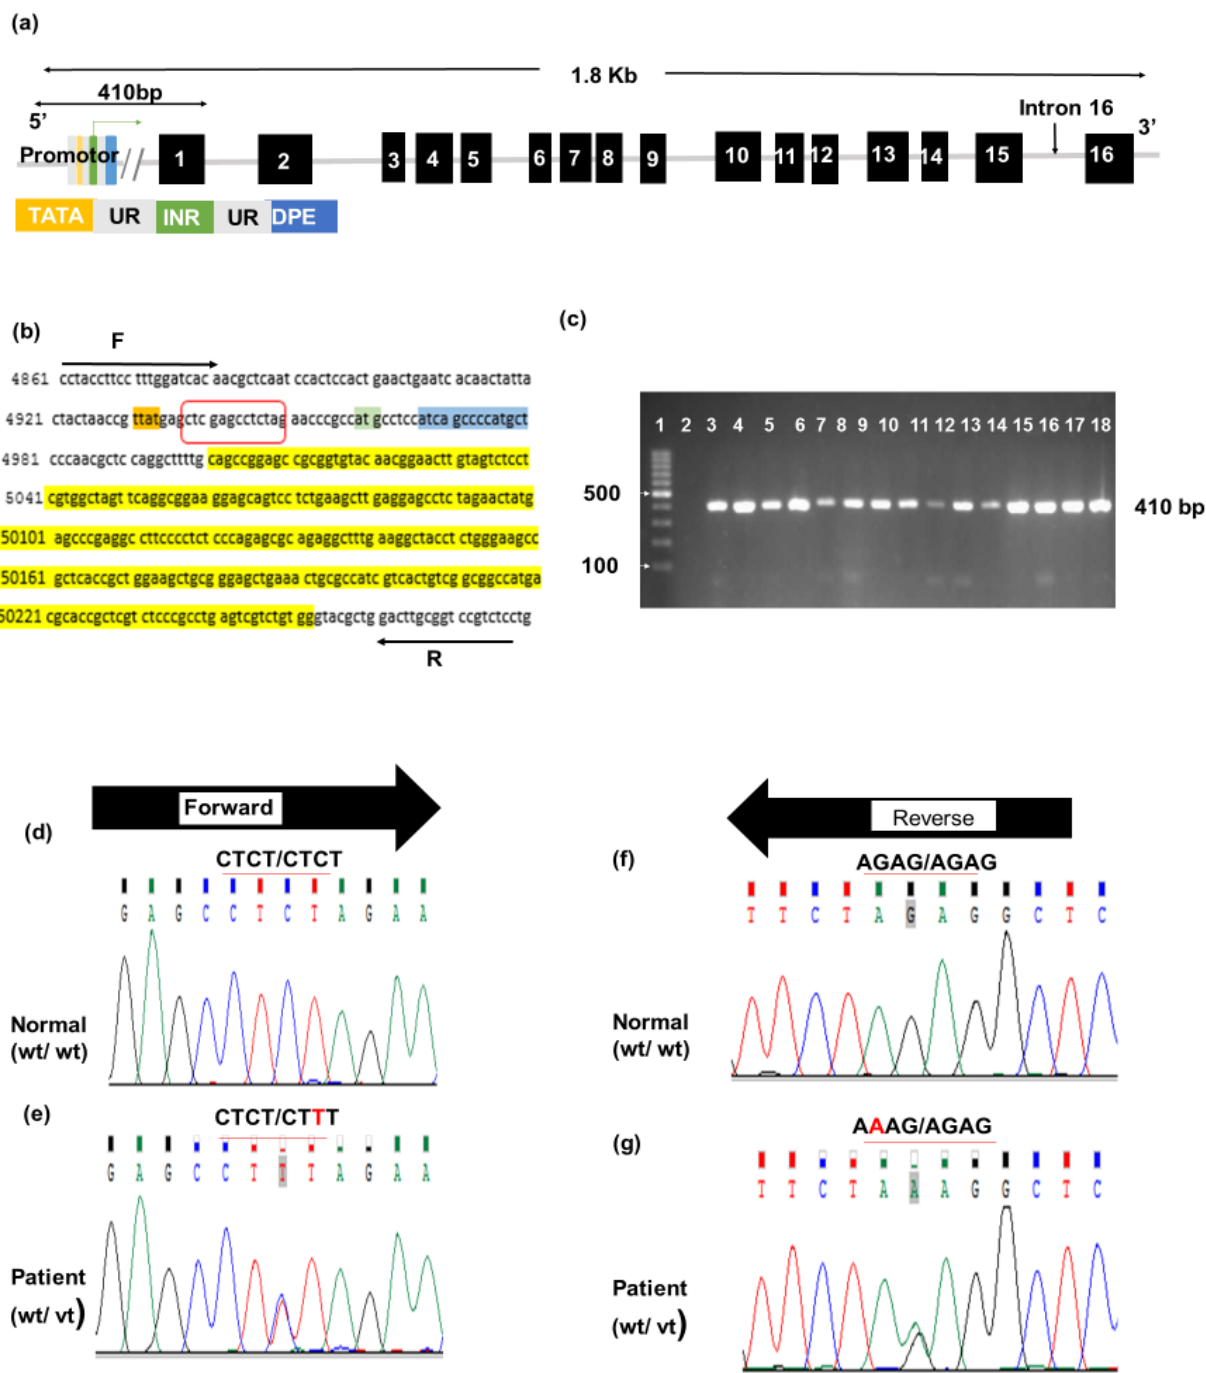 (a)
1.8 Kb
410bp
5’
Intron 16
3’
Promotor
1 2 3 4 5 6 7 8 9 10 11 12 13 14 15 16
TATA UR INR UR DPE
(b)
F
4861 cctaccttcc tttggatcac aacgctcaat ccactccact gaactgaatc acaactatta
4921 ctactaaccg ttatgagctc gagcctctag aacccgccat gcctccatca gccccatgct
4981 cccaacgctc caggcttttg cagccggagc cgcggtgtac aacggaactt gtagtctcct
5041 cgtggctagt tcaggcggaa ggagcagtcc tctgaagctt gaggagcctc tagaactatg
50101 agcccgaggc cttcccctct cccagagcgc agaggctttg aaggctacct ctgggaagcc
50161 gctcaccgct ggaagctgcg ggagctgaaa ctgcgccatc gtcactgtcg gcggccatga
50221 cgcaccgctcgt ctcccgcctg agtcgtctgt gggtacgctg gacttgcggt ccgtctcctg
R
(c)
1 2 3 4 5 6 7 8 9 10 11 12 13 14 15 16 17 18
500
410 bp
100
Forward
(d)
CTCT/CTCT
G A G C C T C T A G A A
Normal
(wt/ wt)
(e)
CTCT/CTTT
G A G C C T T T A G A A
Patient
(wt/ vt)
Reverse
(f)
AGAG/AGAG
T T C T A G A G G C T C
Normal
(wt/ wt)
(g)
AAAG/AGAG
T T C T A A A G G C T C
Patient
(wt/ vt)